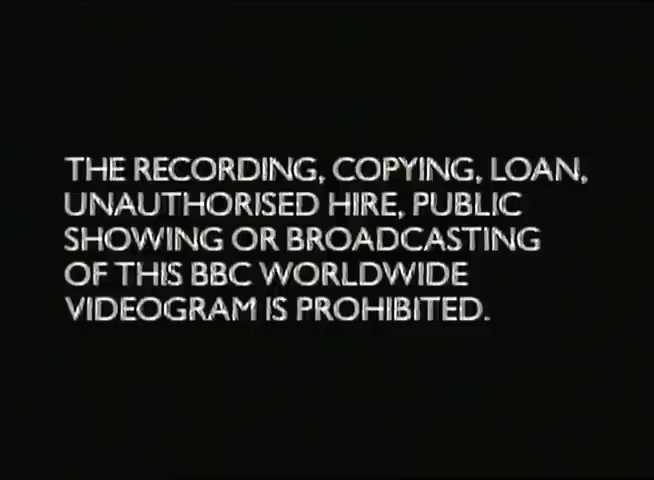 THE RECORDING, COPYING, LOAN,
UNAUTHORISED HIRE, PUBLIC
SHOWING OR BROADCASTING
OF THIS BBC WORLDWIDE
VIDEOGRAM IS PROHIBITED.